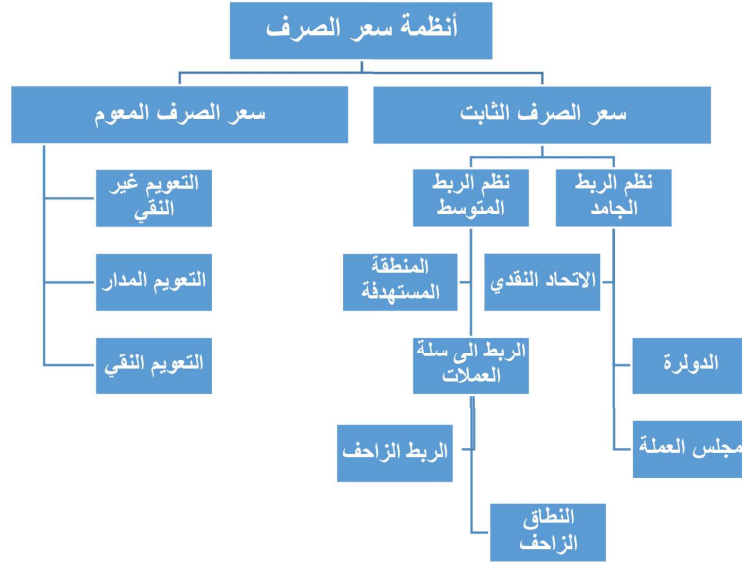 أنظمة سعر الصرف
سعر الصرف الثابت
سعر الصرف المعوم
نظم الربط
الجامد
نظم الربط
المتوسط
التعويم غير
النقي
الاتحاد النقدي
المنطقة
المستهدفة
التعويم المدار
الدولرة
الربط الى سلة
العملات
التعويم النقي
مجلس العملة
الربط الزاحف
النطاق
الزاحف